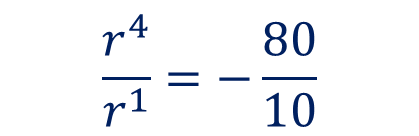 r⁴/r¹ = − 80/10